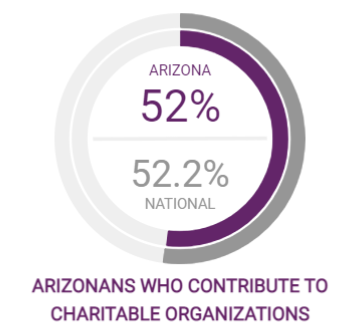 ARIZONA
52%
52.2%
NATIONAL
ARIZONANS WHO CONTRIBUTE TO
CHARITABLE ORGANIZATIONS